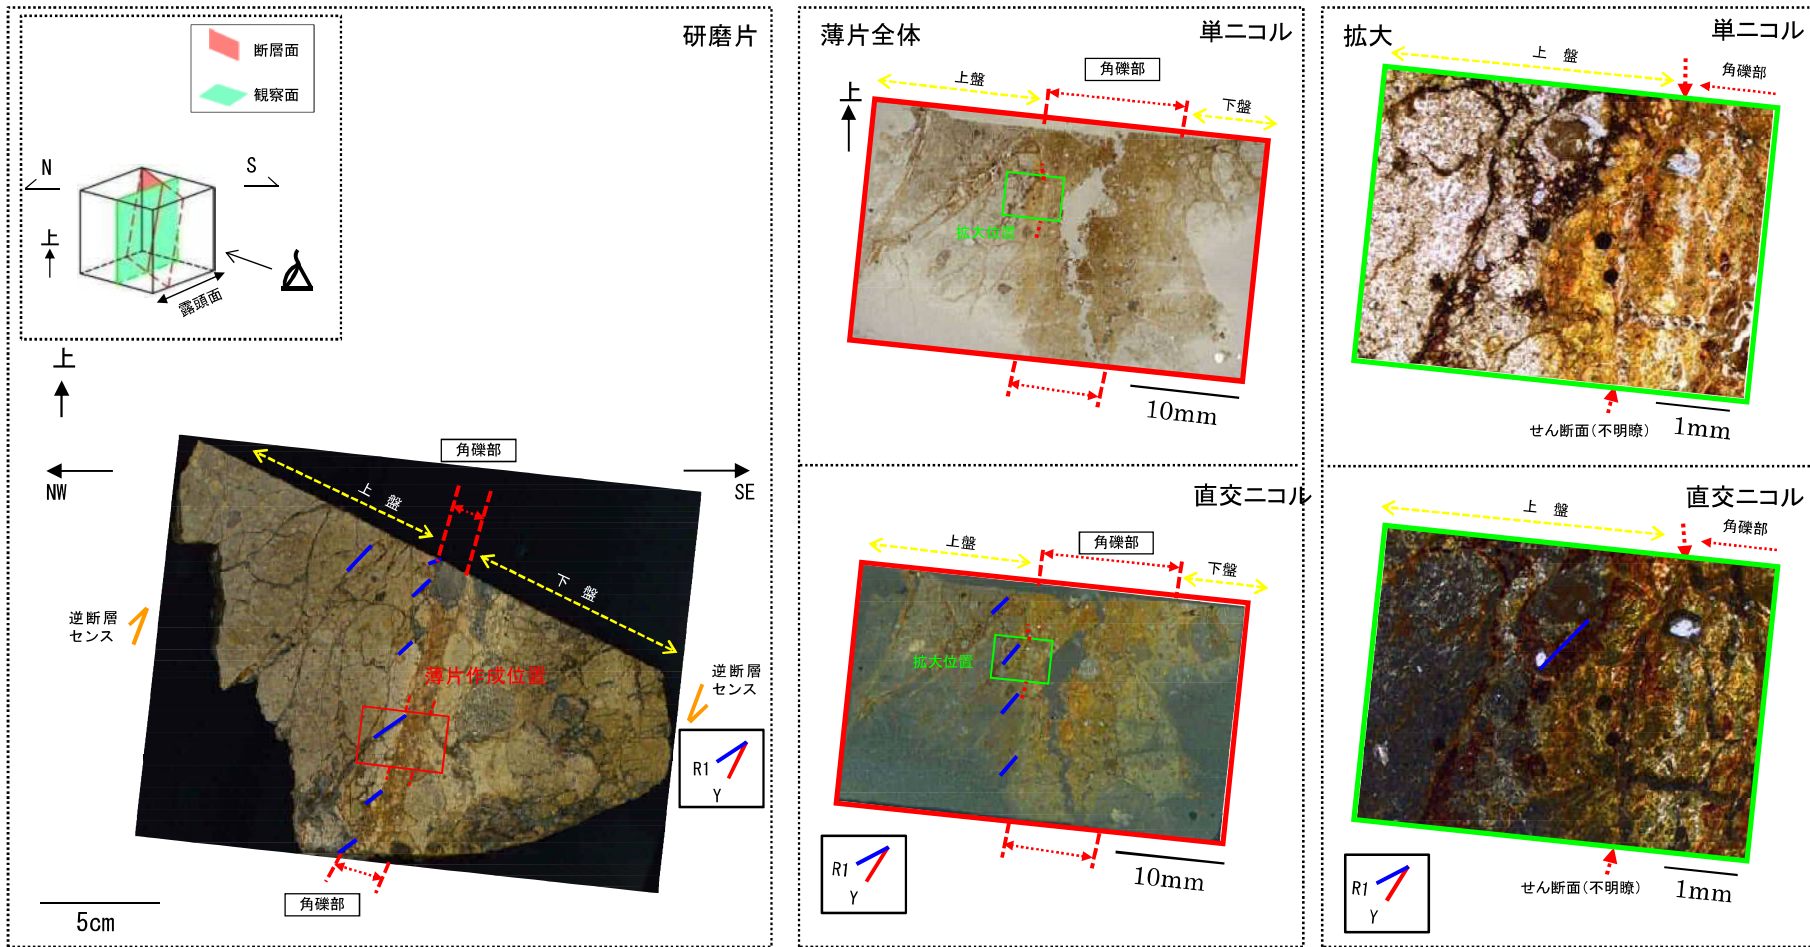 研磨片
断層面
観察面
N
S
上
露頭面
上
NW
SE
角礫部
上 盤
下 盤
逆断層
センス
薄片作成位置
逆断層
センス
R1
Y
角礫部
5cm
薄片全体
単ニコル
上
上盤
角礫部
下盤
拡大位置
10mm
直交ニコル
上盤
角礫部
下盤
拡大位置
R1
Y
10mm
拡大
単ニコル
上 盤
角礫部
せん断面(不明瞭)
1mm
直交ニコル
上 盤
角礫部
せん断面(不明瞭)
R1
Y
1mm